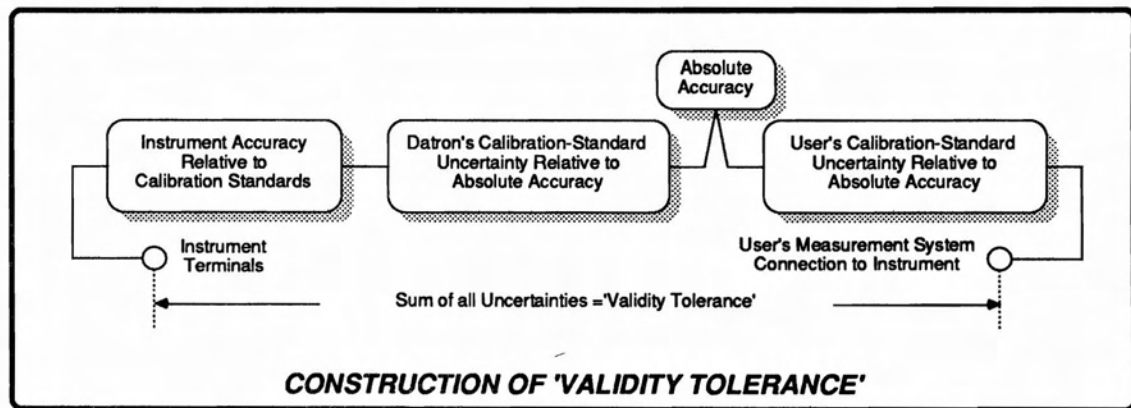 Absolute
Accuracy
Instrument Accuracy
Relative to
Calibration Standards
Datron's Calibration-Standard
Uncertainty Relative to
Absolute Accuracy
User's Calibration-Standard
Uncertainty Relative to
Absolute Accuracy
Instrument
Terminals
User's Measurement System
Connection to Instrument
Sum of all Uncertainties ='Validity Tolerance'
CONSTRUCTION OF 'VALIDITY TOLERANCE'